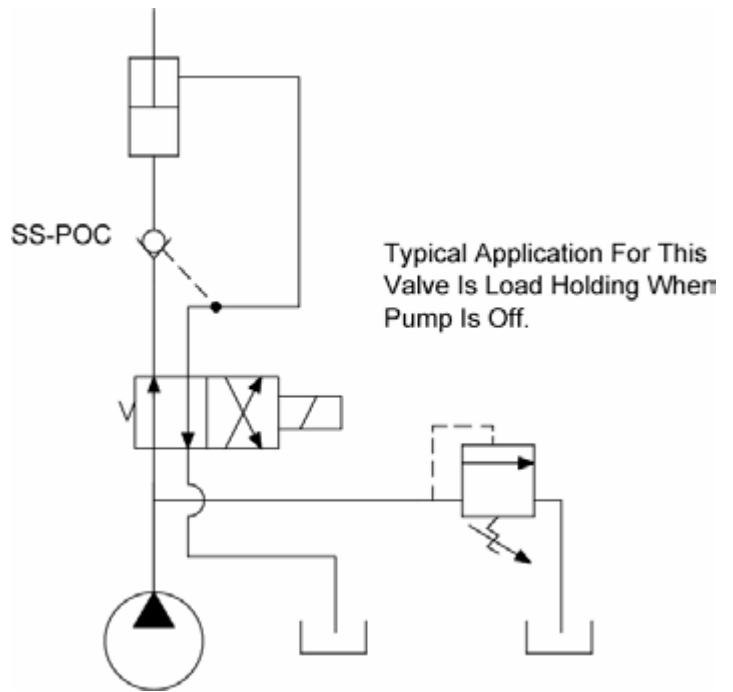 SS-POC
Typical Application For This
Valve Is Load Holding When
Pump Is Off.